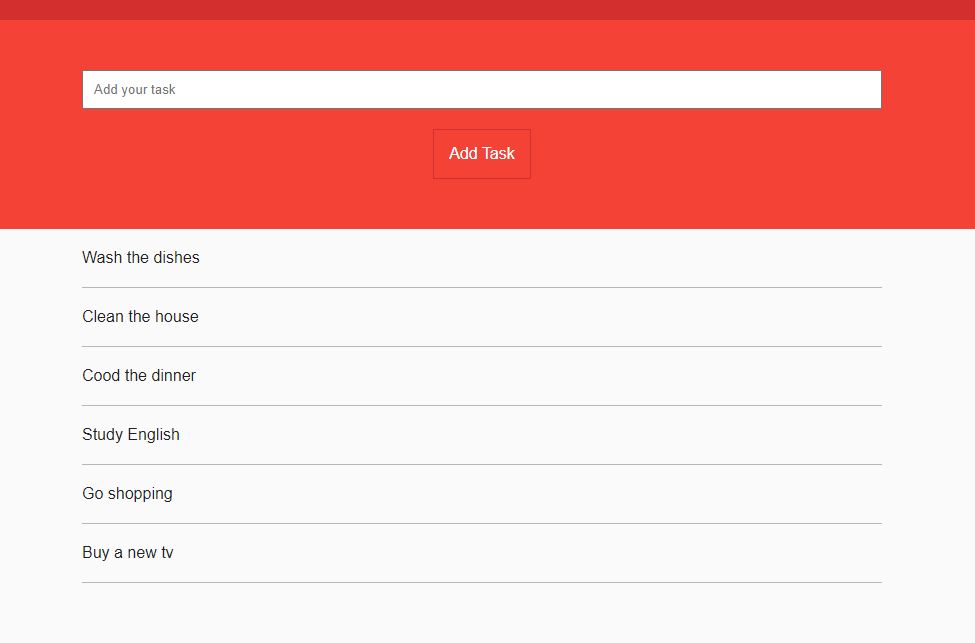 Add your task
Add Task
Wash the dishes
Clean the house
Cood the dinner
Study English
Go shopping
Buy a new tv